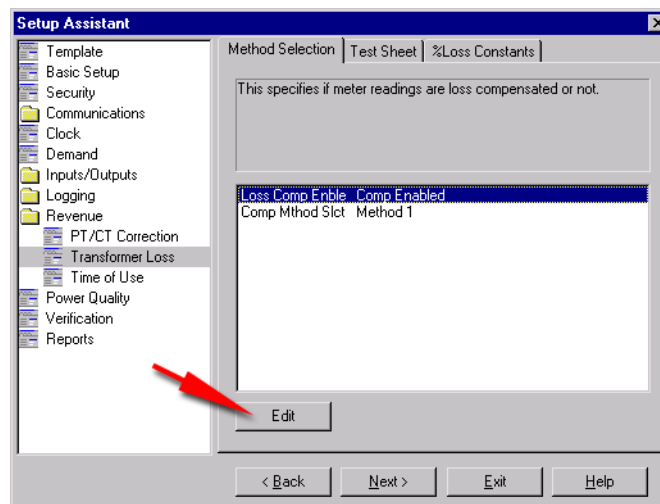 Setup Assistant
Template
Basic Setup
Security
Communications
Clock
Demand
Inputs/Outputs
Logging
Revenue
PT/CT Correction
Transformer Loss
Time of Use
Power Quality
Verification
Reports
Method Selection
Test Sheet
%Loss Constants
This specifies if meter readings are loss compensated or not.
Loss Comp Enble Comp Enabled
Comp Mthod Slct Method 1
Edit
< Back
Next >
Exit
Help